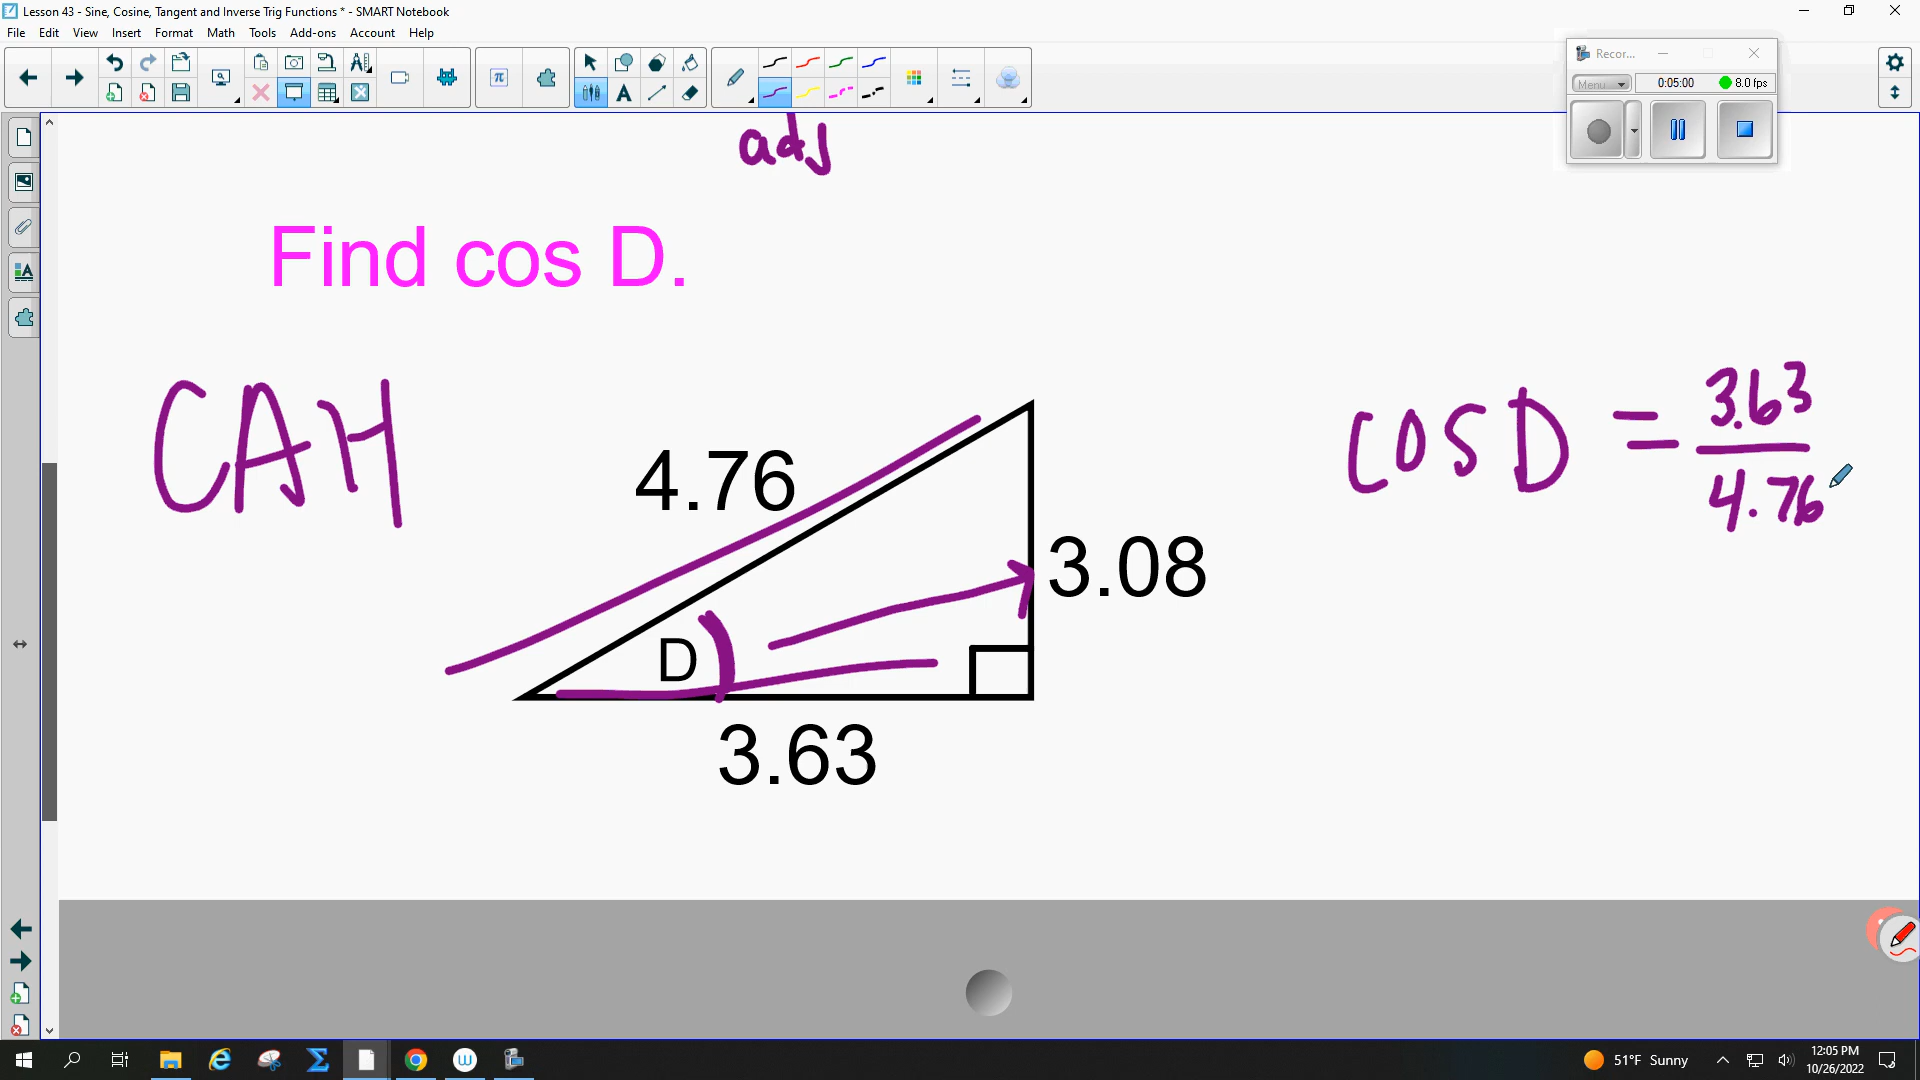 Lesson 43 - Sine, Cosine, Tangent and Inverse Trig Functions * - SMART Notebook
File Edit View Insert Format Math Tools Add-ons Account Help
Recor...
Menu 0:05:00 8.0 fps
adj
Find cos D.
CAH
4.76
cos D = 3.63
4.76
3.08
D
3.63
51°F Sunny
12:05 PM
10/26/2022